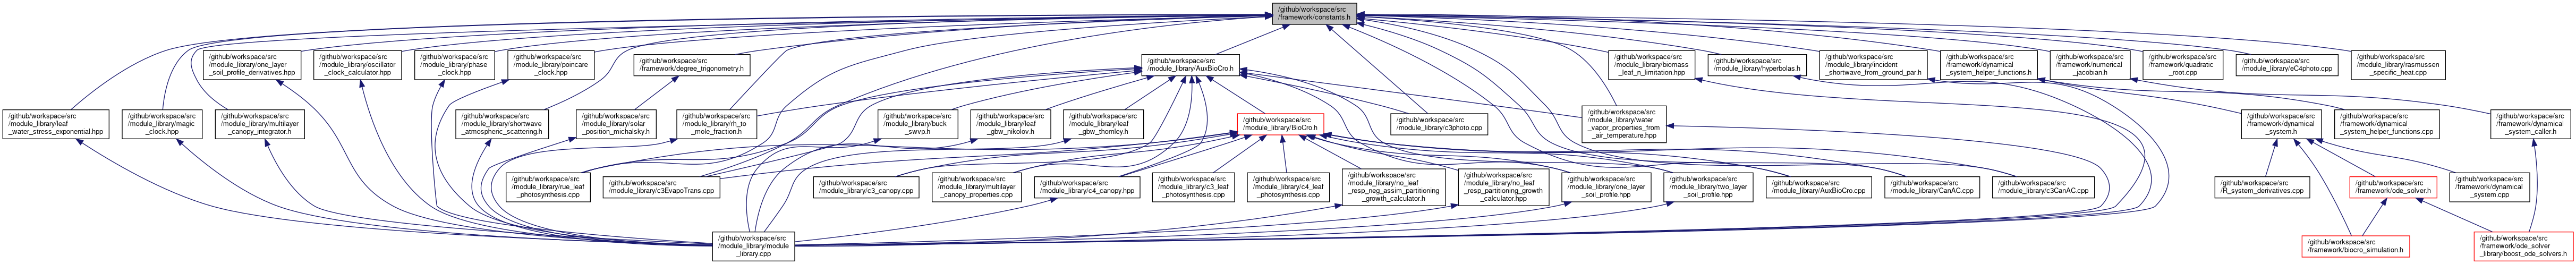 /github/workspace/src
/framework/constants.h
/github/workspace/src
/module_library/one_layer
_soil_profile_derivatives.hpp
/github/workspace/src
/module_library/oscillator
_clock_calculator.hpp
/github/workspace/src
/module_library/phase
_clock.hpp
/github/workspace/src
/module_library/poincare
_clock.hpp
/github/workspace/src
/framework/degree_trigonometry.h
/github/workspace/src
/module_library/AuxBioCro.h
/github/workspace/src
/module_library/biomass
_leaf_n_limitation.hpp
/github/workspace/src
/module_library/hyperbolas.h
/github/workspace/src
/module_library/incident
_shortwave_from_ground_par.h
/github/workspace/src
/framework/dynamical
_system_helper_functions.h
/github/workspace/src
/framework/numerical
_jacobian.h
/github/workspace/src
/framework/quadratic
_root.cpp
/github/workspace/src
/module_library/eC4photo.cpp
/github/workspace/src
/module_library/rasmussen
_specific_heat.cpp
/github/workspace/src
/module_library/leaf
_water_stress_exponential.hpp
/github/workspace/src
/module_library/magic
_clock.hpp
/github/workspace/src
/module_library/multilayer
_canopy_integrator.h
/github/workspace/src
/module_library/shortwave
_atmospheric_scattering.h
/github/workspace/src
/module_library/solar
_position_michalsky.h
/github/workspace/src
/module_library/rh_to
_mole_fraction.h
/github/workspace/src
/module_library/buck
_swvp.h
/github/workspace/src
/module_library/leaf
_gbw_nikolov.h
/github/workspace/src
/module_library/leaf
_gbw_thornley.h
/github/workspace/src
/module_library/BioCro.h
/github/workspace/src
/module_library/c3photo.cpp
/github/workspace/src
/module_library/water
_vapor_properties_from
_air_temperature.hpp
/github/workspace/src
/framework/dynamical
_system.h
/github/workspace/src
/framework/dynamical
_system_helper_functions.cpp
/github/workspace/src
/framework/dynamical
_system_caller.h
/github/workspace/src
/module_library/rue_leaf
_photosynthesis.cpp
/github/workspace/src
/module_library/c3EvapoTrans.cpp
/github/workspace/src
/module_library/c3_canopy.cpp
/github/workspace/src
/module_library/multilayer
_canopy_properties.cpp
/github/workspace/src
/module_library/c4_canopy.hpp
/github/workspace/src
/module_library/c3_leaf
_photosynthesis.cpp
/github/workspace/src
/module_library/c4_leaf
_photosynthesis.cpp
/github/workspace/src
/module_library/no_leaf
_resp_neg_assim_partitioning
_growth_calculator.h
/github/workspace/src
/module_library/no_leaf
_resp_partitioning_growth
_calculator.hpp
/github/workspace/src
/module_library/one_layer
_soil_profile.hpp
/github/workspace/src
/module_library/two_layer
_soil_profile.hpp
/github/workspace/src
/module_library/AuxBioCro.cpp
/github/workspace/src
/module_library/CanAC.cpp
/github/workspace/src
/module_library/c3CanAC.cpp
/github/workspace/src
/R_system_derivatives.cpp
/github/workspace/src
/framework/ode_solver.h
/github/workspace/src
/framework/dynamical
_system.cpp
/github/workspace/src
/module_library/module
_library.cpp
/github/workspace/src
/framework/biocro_simulation.h
/github/workspace/src
/framework/ode_solver
_library/boost_ode_solvers.h